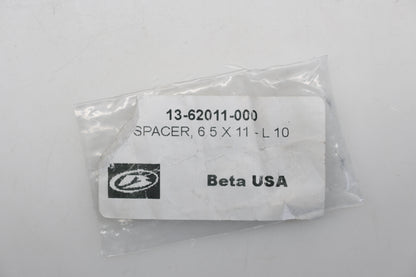 13-62011-000
SPACER, 6 5 X 11 - L 10
Beta USA